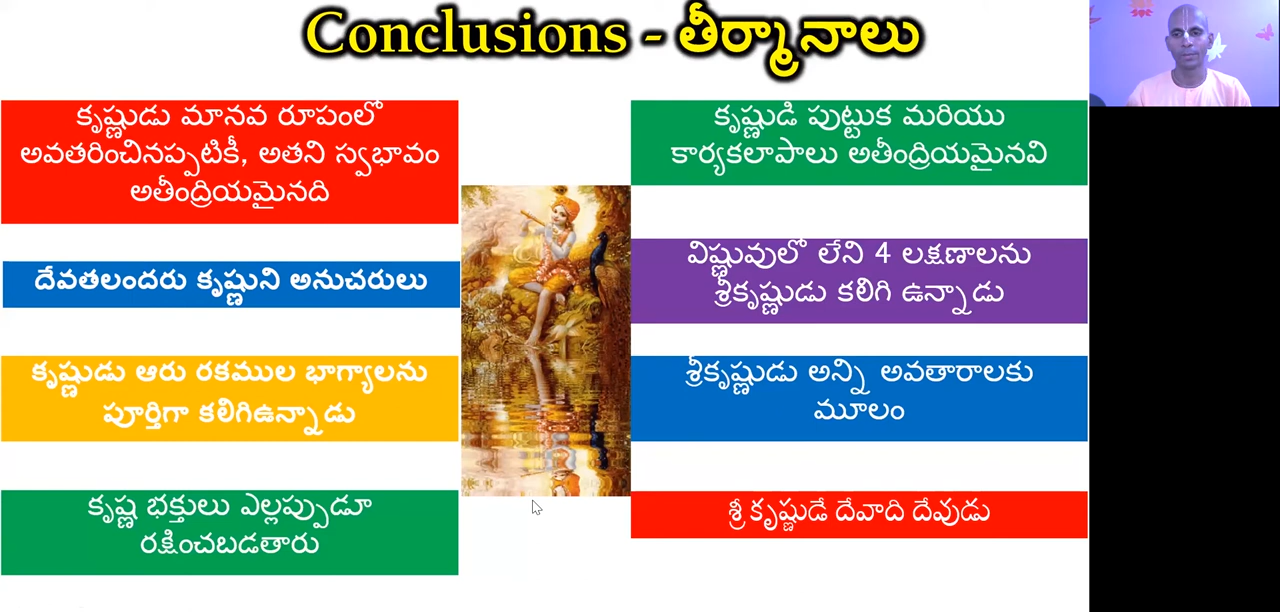 Conclusions - తీర్మానాలు
కృష్ణుడు మానవ రూపంలో
అవతరించినప్పటికీ, అతని స్వభావం
అతీంద్రియమైనది
దేవతలందరు కృష్ణుని అనుచరులు
కృష్ణుడు ఆరు రకముల భాగ్యాలను
పూర్తిగా కలిగిఉన్నాడు
కృష్ణ భక్తులు ఎల్లప్పుడూ
రక్షించబడతారు
కృష్ణుడి పుట్టుక మరియు
కార్యకలాపాలు అతీంద్రియమైనవి
విష్ణువులో లేని 4 లక్షణాలను
శ్రీకృష్ణుడు కలిగి ఉన్నాడు
శ్రీకృష్ణుడు అన్ని అవతారాలకు
మూలం
శ్రీ కృష్ణుడే దేవాది దేవుడు